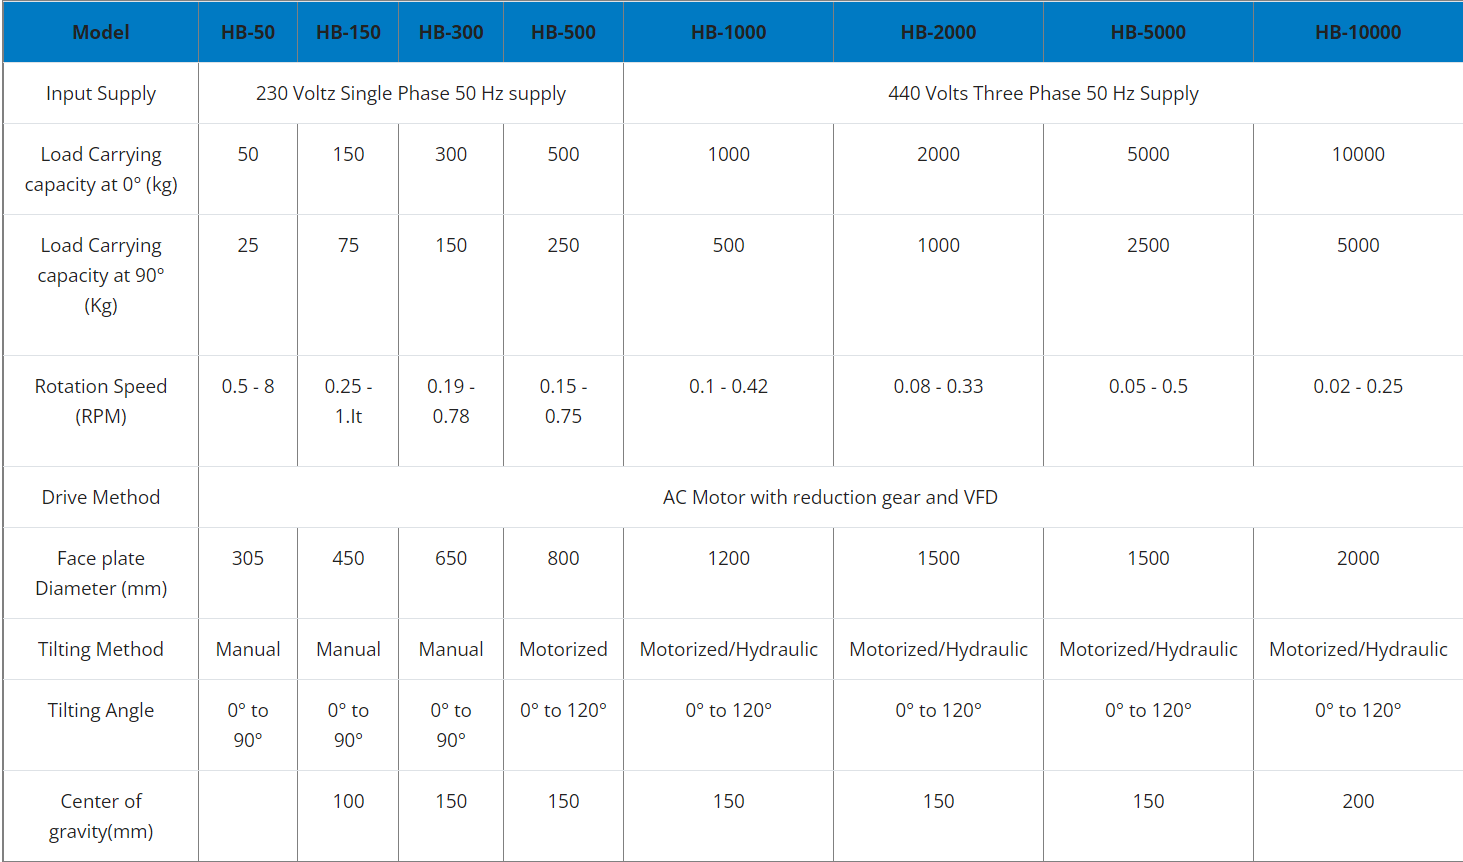 Model HB-50 HB-150 HB-300 HB-500 HB-1000 HB-2000 HB-5000 HB-10000
Input Supply 230 Voltz Single Phase 50 Hz supply 440 Volts Three Phase 50 Hz Supply
Load Carrying 50 150 300 500 1000 2000 5000 10000
capacity at 0° (kg)
Load Carrying 25 75 150 250 500 1000 2500 5000
capacity at 90°
(Kg)
Rotation Speed 0.5 - 8 0.25 - 0.19 - 0.15 - 0.1 - 0.42 0.08 - 0.33 0.05 - 0.5 0.02 - 0.25
(RPM) 1.lt 0.78 0.75
Drive Method AC Motor with reduction gear and VFD
Face plate 305 450 650 800 1200 1500 1500 2000
Diameter (mm)
Tilting Method Manual Manual Manual Motorized Motorized/Hydraulic Motorized/Hydraulic Motorized/Hydraulic Motorized/Hydraulic
Tilting Angle 0° to 0° to 0° to 0° to 120° 0° to 120° 0° to 120° 0° to 120° 0° to 120°
90° 90° 90°
Center of 100 150 150 150 150 150 200
gravity(mm)